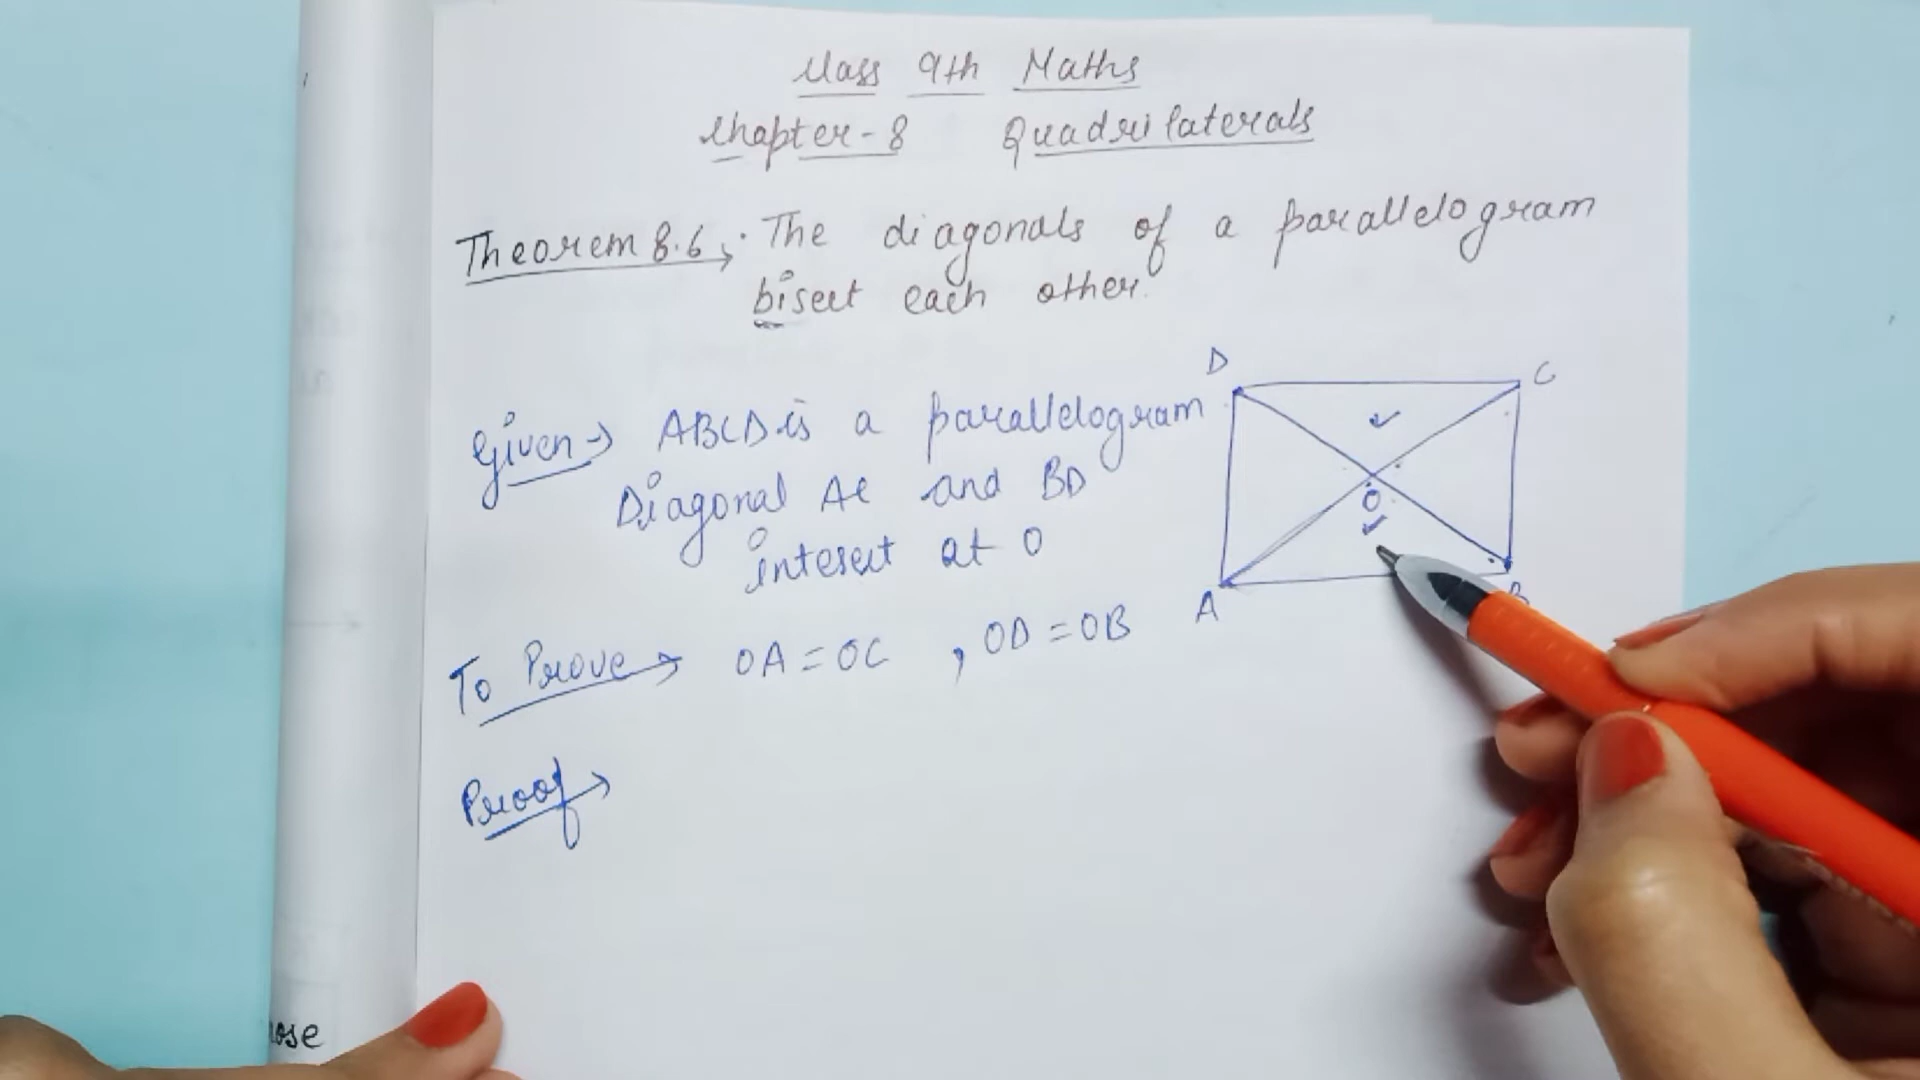 Class 9th Maths
Chapter-8 Quadrilaterals
Theorem 8.6 → The diagonals of a parallelogram
bisect each other.
Given → ABCD is a parallelogram
Diagonal AC and BD
intesect at O
To Prove → OA = OC , OD = OB
Proof →
D
C
O
A
B
ose